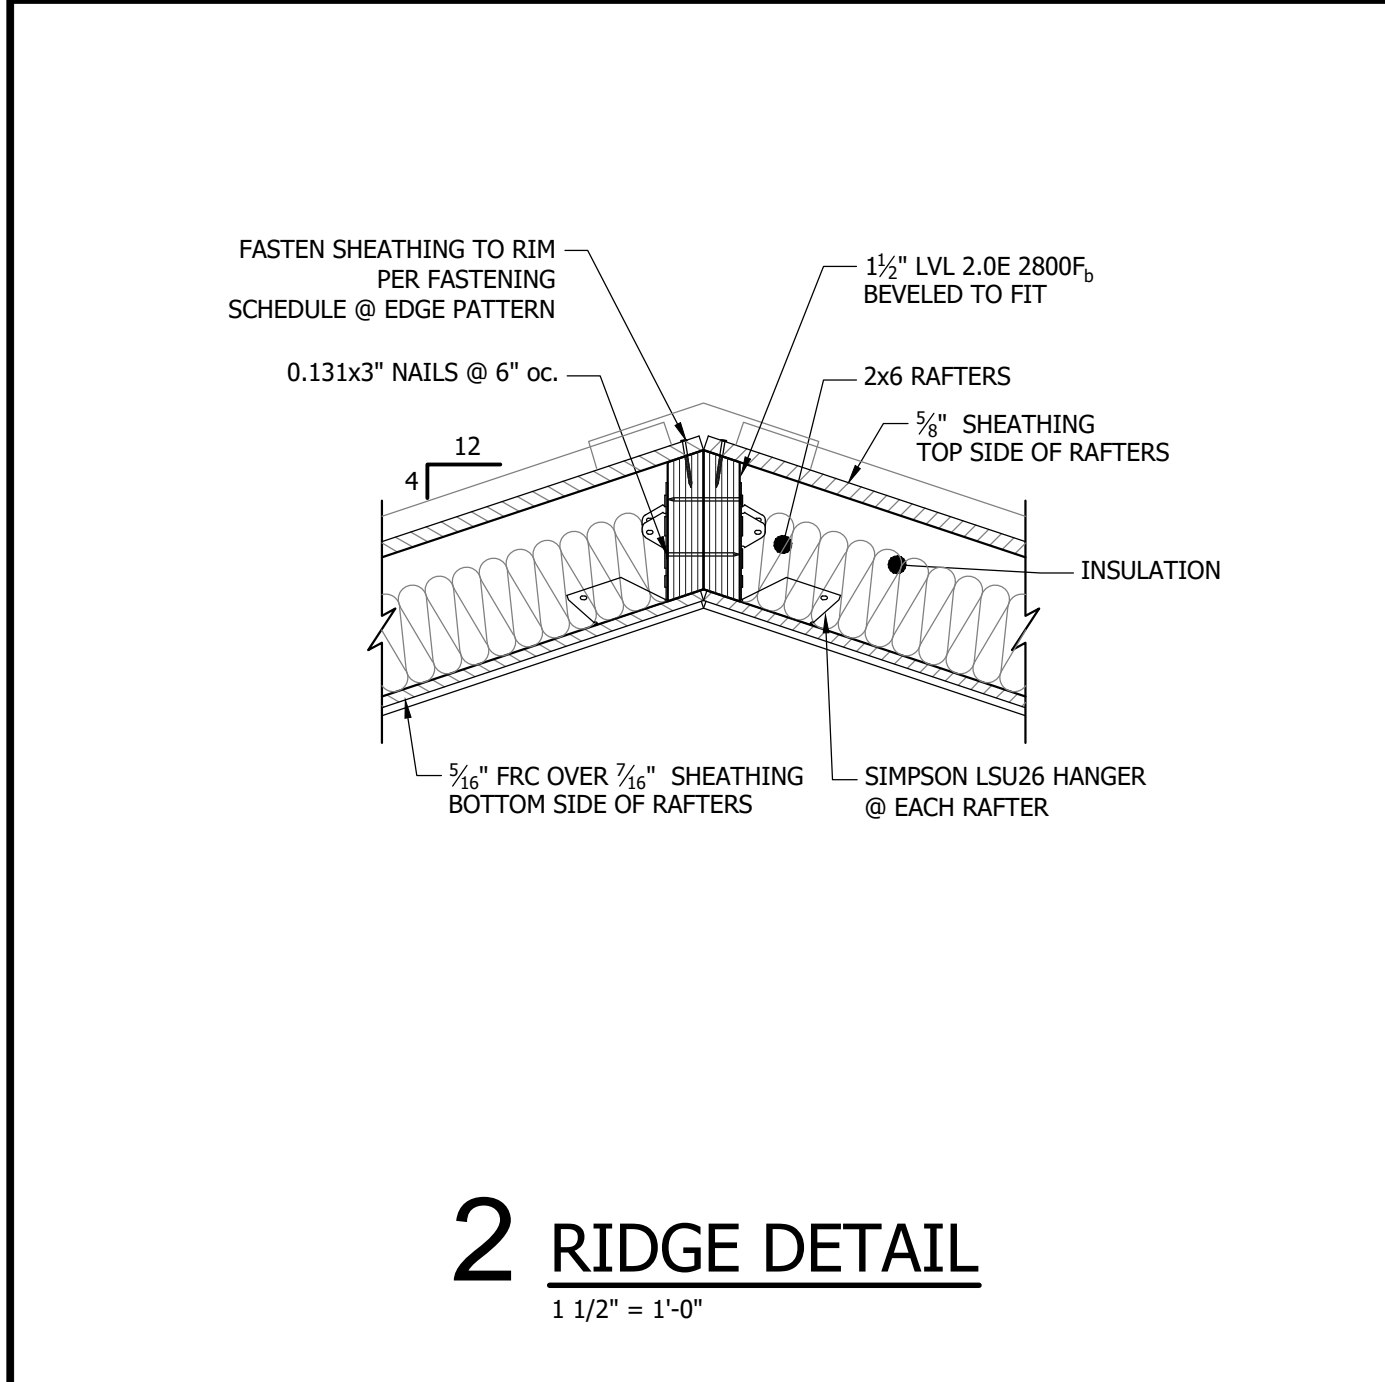 FASTEN SHEATHING TO RIM
PER FASTENING
SCHEDULE @ EDGE PATTERN
0.131x3" NAILS @ 6" oc.
12
4
1½" LVL 2.0E 2800Fb
BEVELED TO FIT
2x6 RAFTERS
⅝" SHEATHING
TOP SIDE OF RAFTERS
INSULATION
5⁄16" FRC OVER 7⁄16" SHEATHING
BOTTOM SIDE OF RAFTERS
SIMPSON LSU26 HANGER
@ EACH RAFTER
2 RIDGE DETAIL
1 1/2" = 1'-0"